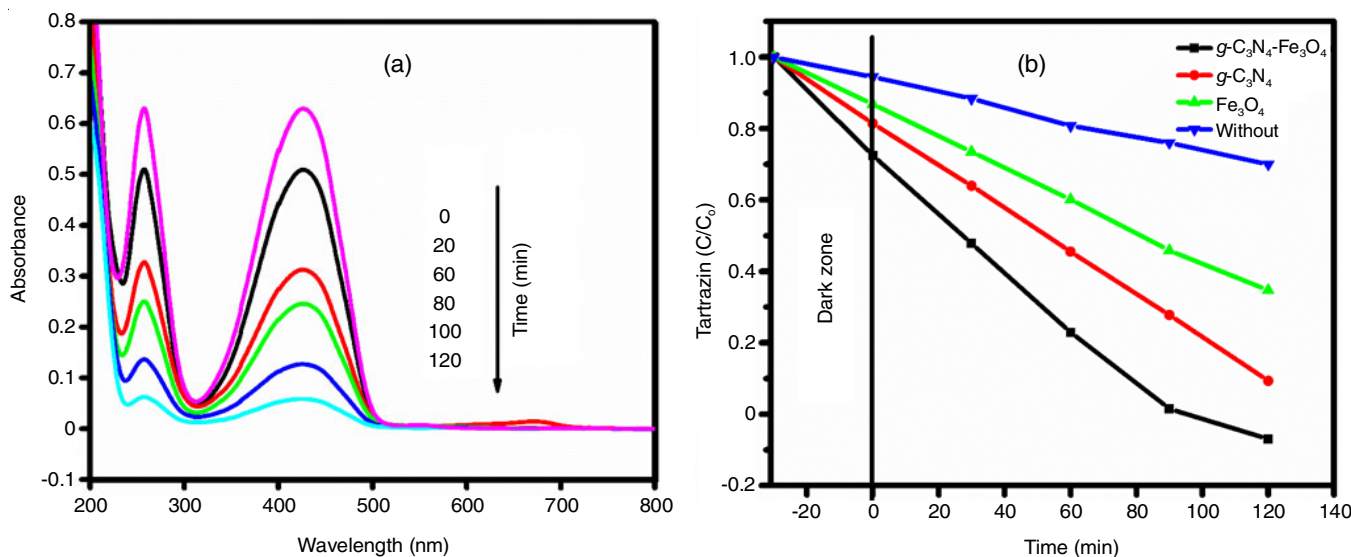 (a)
0.8
0.7
0.6
0.5
0.4
0.3
0.2
0.1
0
-0.1
Absorbance
200 300 400 500 600 700 800
Wavelength (nm)
0
20
60
80
100
120
Time (min)
(b)
g-C₃N₄-Fe₃O₄
g-C₃N₄
Fe₃O₄
Without
1.0
0.8
0.6
0.4
0.2
0
-0.2
Tartrazin (C/C₀)
Dark zone
-20 0 20 40 60 80 100 120 140
Time (min)